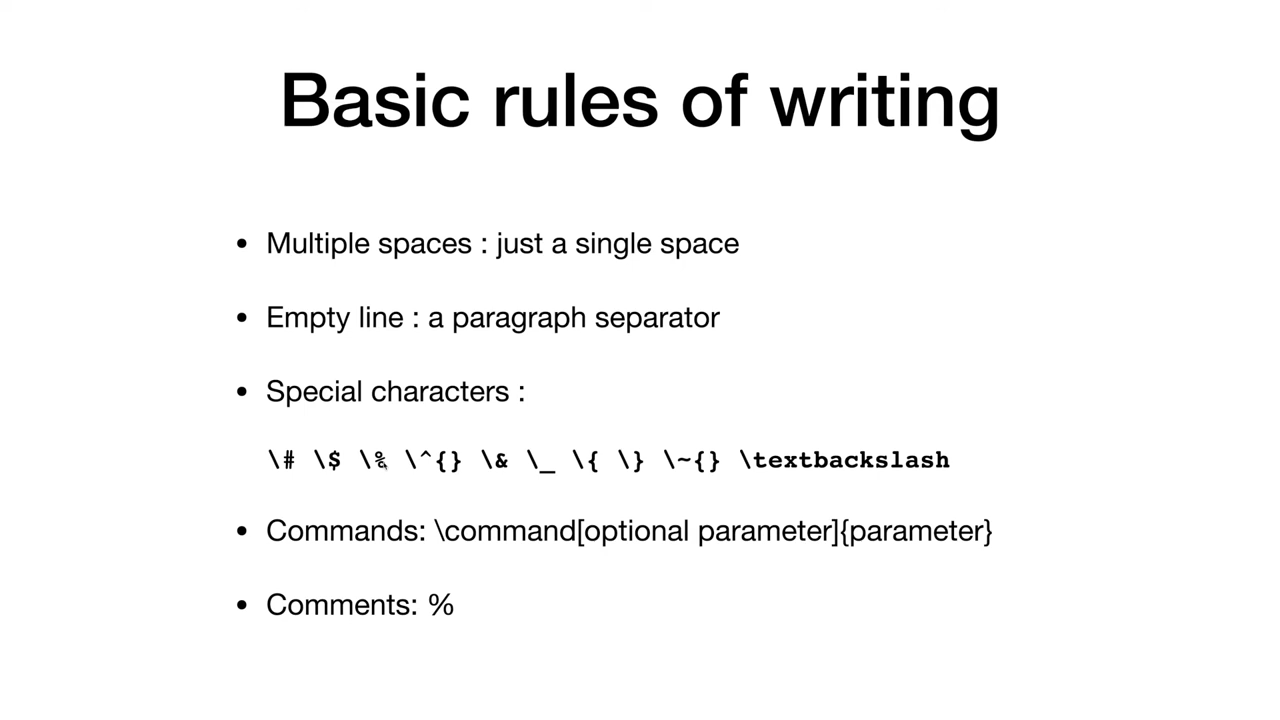 Basic rules of writing
• Multiple spaces : just a single space
• Empty line : a paragraph separator
• Special characters :
\# \$ \% \^{} \& \_ \{ \} \~{} \textbackslash
• Commands: \command[optional parameter]{parameter}
• Comments: %